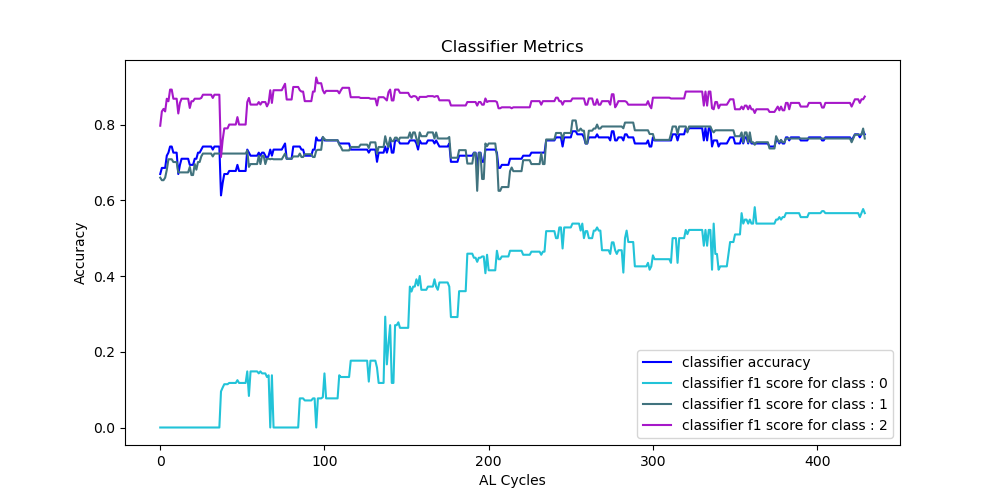 Classifier Metrics
Accuracy
0.8
0.6
0.4
0.2
0.0
classifier accuracy
classifier f1 score for class : 0
classifier f1 score for class : 1
classifier f1 score for class : 2
0 100 200 300 400
AL Cycles